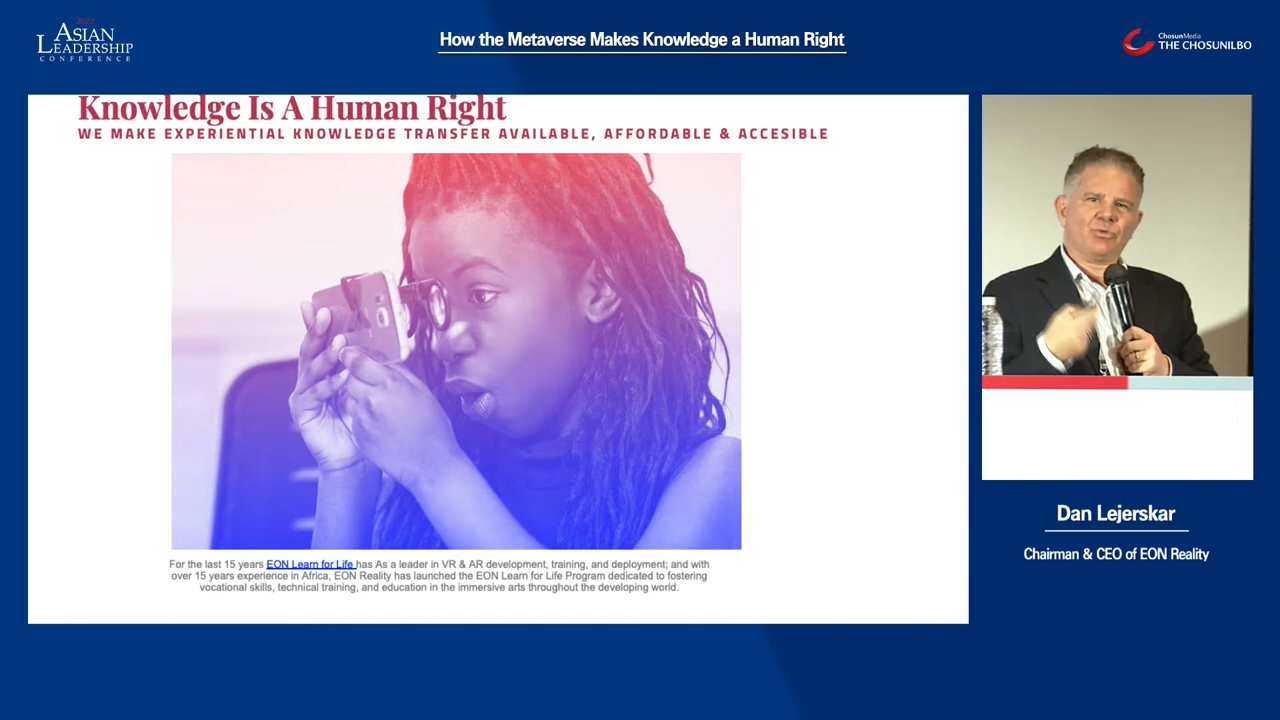 2023
ASIAN
LEADERSHIP
CONFERENCE
How the Metaverse Makes Knowledge a Human Right
ChosunMedia
THE CHOSUNILBO
Knowledge Is A Human Right
WE MAKE EXPERIENTIAL KNOWLEDGE TRANSFER AVAILABLE, AFFORDABLE & ACCESIBLE
For the last 15 years EON Learn for Life has As a leader in VR & AR development, training, and deployment; and with
over 15 years experience in Africa, EON Reality has launched the EON Learn for Life Program dedicated to fostering
vocational skills, technical training, and education in the immersive arts throughout the developing world.
Dan Lejerskar
Chairman & CEO of EON Reality